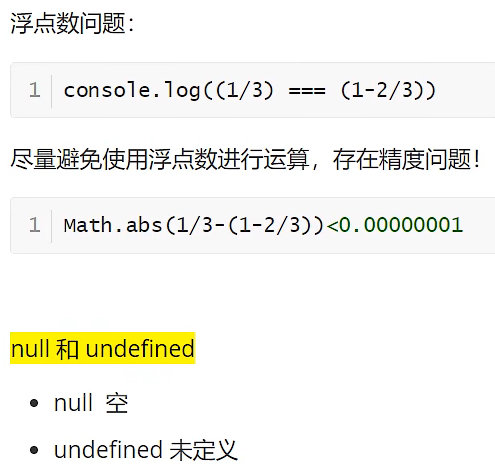 浮点数问题：
1 console.log((1/3) === (1-2/3))
尽量避免使用浮点数进行运算，存在精度问题！
1 Math.abs(1/3-(1-2/3))<0.00000001
null 和 undefined
• null 空
• undefined 未定义